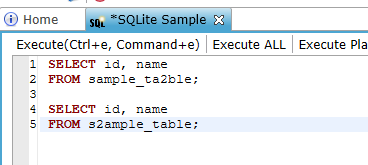 Home SQL *SQLite Sample
Execute(Ctrl+e, Command+e) Execute ALL Execute Pla
1 SELECT id, name
2 FROM sample_ta2ble;
3
4 SELECT id, name
5 FROM s2ample_table;